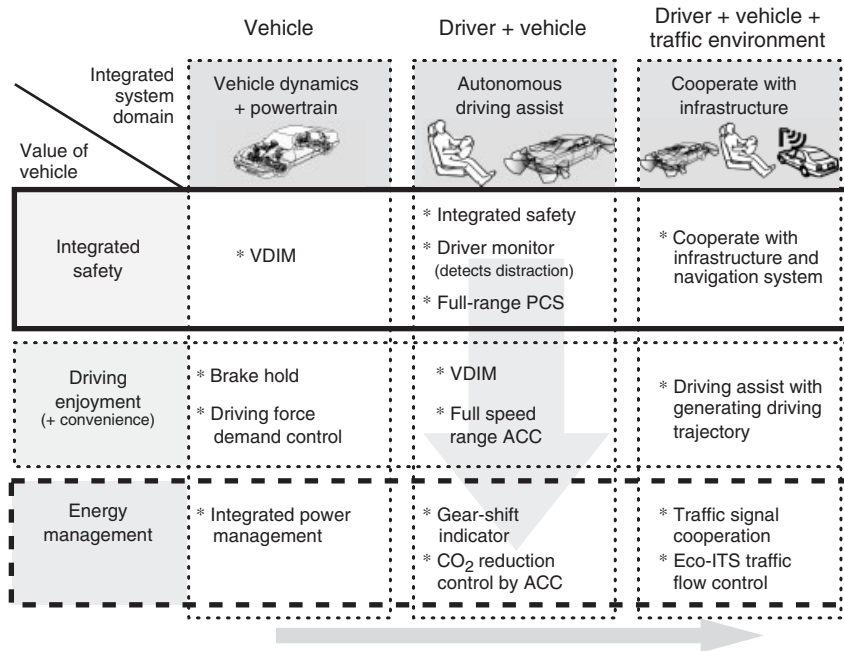 Vehicle
Driver + vehicle
Driver + vehicle +
traffic environment
Integrated
system
domain
Value of
vehicle
Vehicle dynamics
+ powertrain
Autonomous
driving assist
Cooperate with
infrastructure
Integrated
safety
* VDIM
* Integrated safety
* Driver monitor
(detects distraction)
* Full-range PCS
* Cooperate with
infrastructure and
navigation system
Driving
enjoyment
(+ convenience)
* Brake hold
* Driving force
demand control
* VDIM
* Full speed
range ACC
* Driving assist with
generating driving
trajectory
Energy
management
* Integrated power
management
* Gear-shift
indicator
* CO2 reduction
control by ACC
* Traffic signal
cooperation
* Eco-ITS traffic
flow control